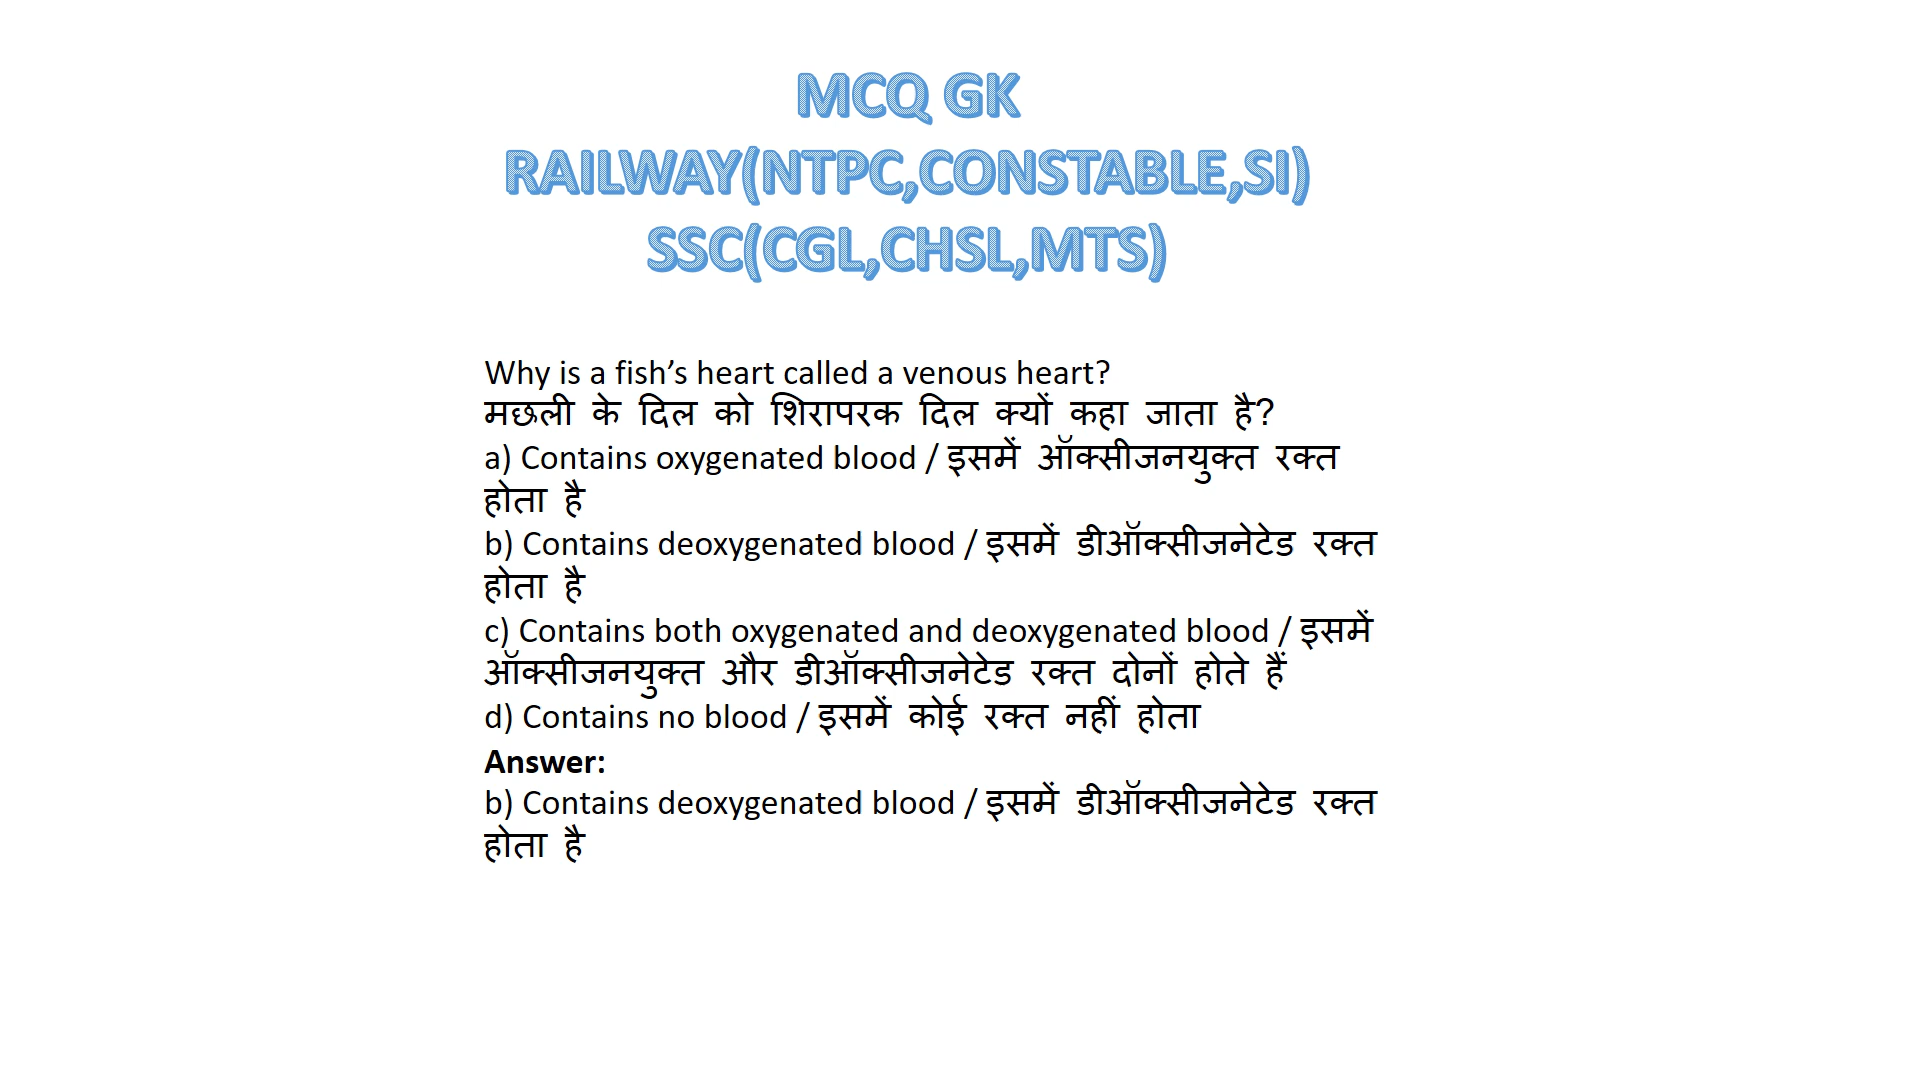 MCQ GK
RAILWAY(NTPC,CONSTABLE,SI)
SSC(CGL,CHSL,MTS)
Why is a fish’s heart called a venous heart?
मछली के दिल को शिरापरक दिल क्यों कहा जाता है?
a) Contains oxygenated blood / इसमें ऑक्सीजनयुक्त रक्त
होता है
b) Contains deoxygenated blood / इसमें डीऑक्सीजनेटेड रक्त
होता है
c) Contains both oxygenated and deoxygenated blood / इसमें
ऑक्सीजनयुक्त और डीऑक्सीजनेटेड रक्त दोनों होते हैं
d) Contains no blood / इसमें कोई रक्त नहीं होता
Answer:
b) Contains deoxygenated blood / इसमें डीऑक्सीजनेटेड रक्त
होता है